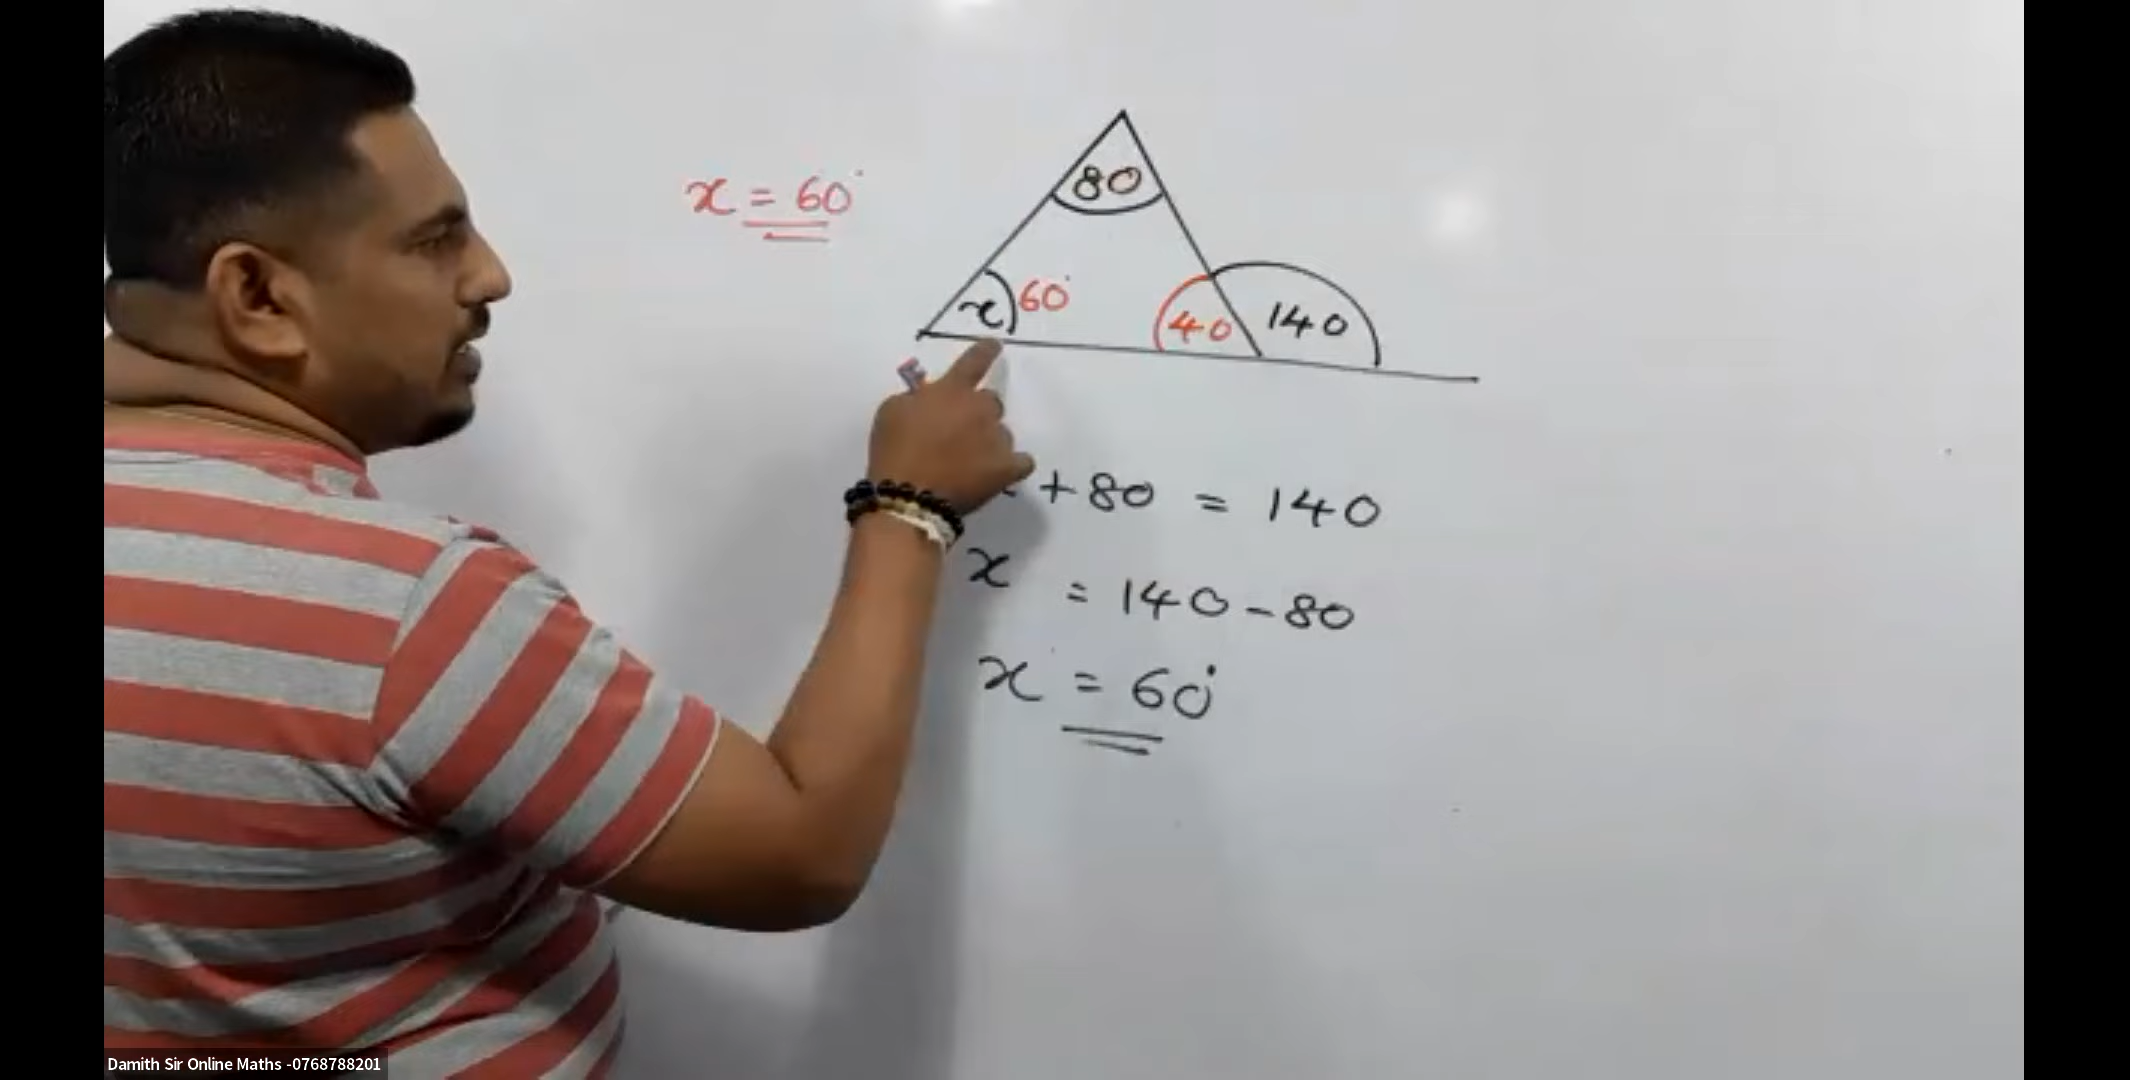 x = 60°
80
x
60°
40
140
+ 80 = 140
x = 140 - 80
x = 60°
Damith Sir Online Maths -0768788201